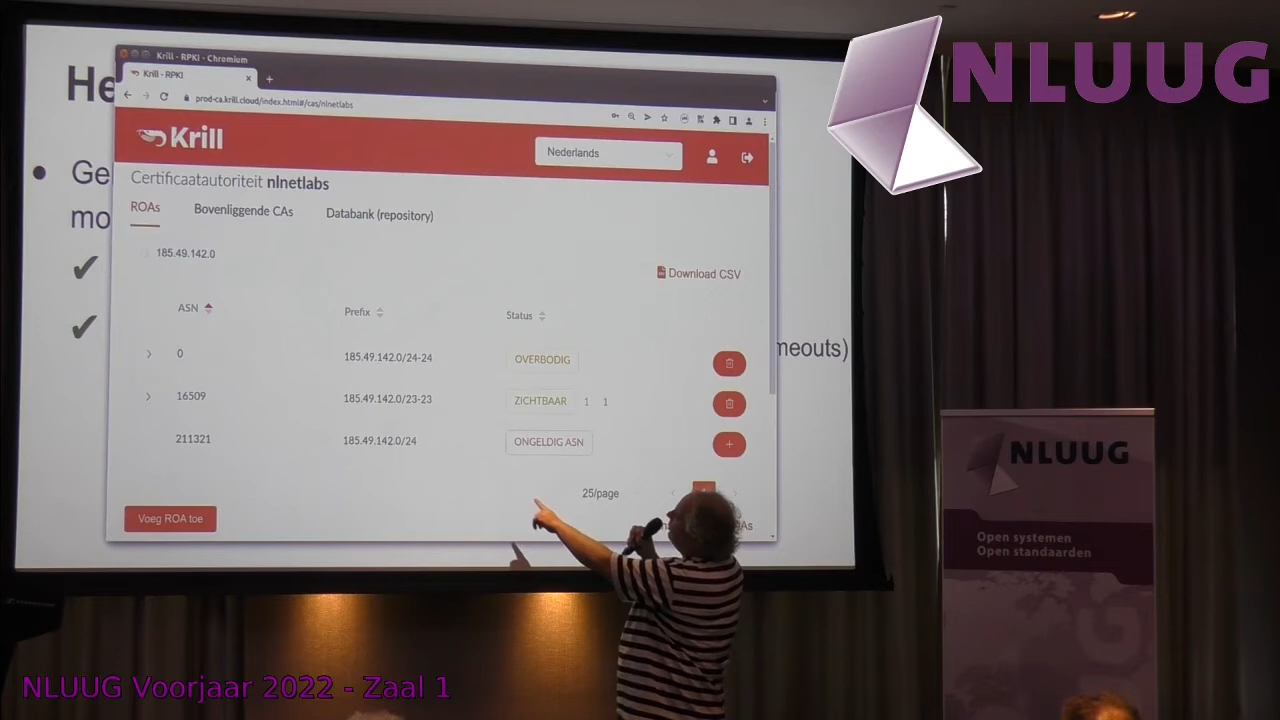 NLUUG
He
Krill - RPKI - Chromium
Krill - RPKI
prod-ca.krill.cloud/index.html#/cas/nlnetlabs
Krill
Nederlands
Ge
mo
Certificaatautoriteit nlnetlabs
ROAs Bovenliggende CAs Databank (repository)
185.49.142.0
Download CSV
ASN Prefix Status
0 185.49.142.0/24-24 OVERBODIG
16509 185.49.142.0/23-23 ZICHTBAAR 1 1
211321 185.49.142.0/24 ONGELDIG ASN
meouts)
25/page
Voeg ROA toe
As
NLUUG
Open systemen
Open standaarden
NLUUG Voorjaar 2022 - Zaal 1